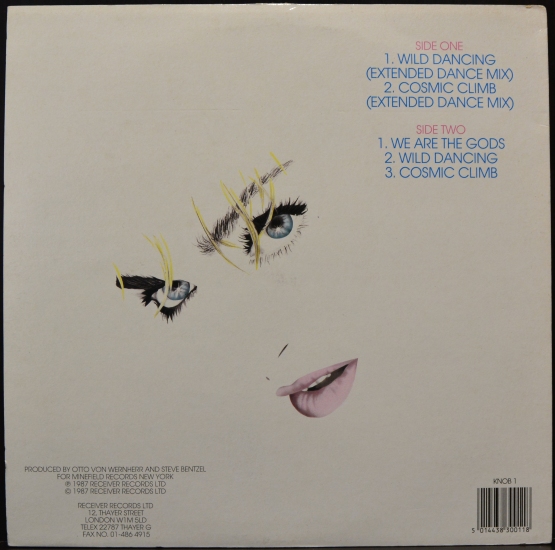 SIDE ONE
1. WILD DANCING
(EXTENDED DANCE MIX)
2. COSMIC CLIMB
(EXTENDED DANCE MIX)
SIDE TWO
1. WE ARE THE GODS
2. WILD DANCING
3. COSMIC CLIMB
PRODUCED BY OTTO VON WERNHERR AND STEVE BENTZEL
FOR MINEFIELD RECORDS NEW YORK
℗ 1987 RECEIVER RECORDS LTD
© 1987 RECEIVER RECORDS LTD
RECEIVER RECORDS LTD
12, THAYER STREET
LONDON W1M 5LD
TELEX 22787 THAYER G
FAX NO. 01-486 4915
KNOB 1
5 014438 300118